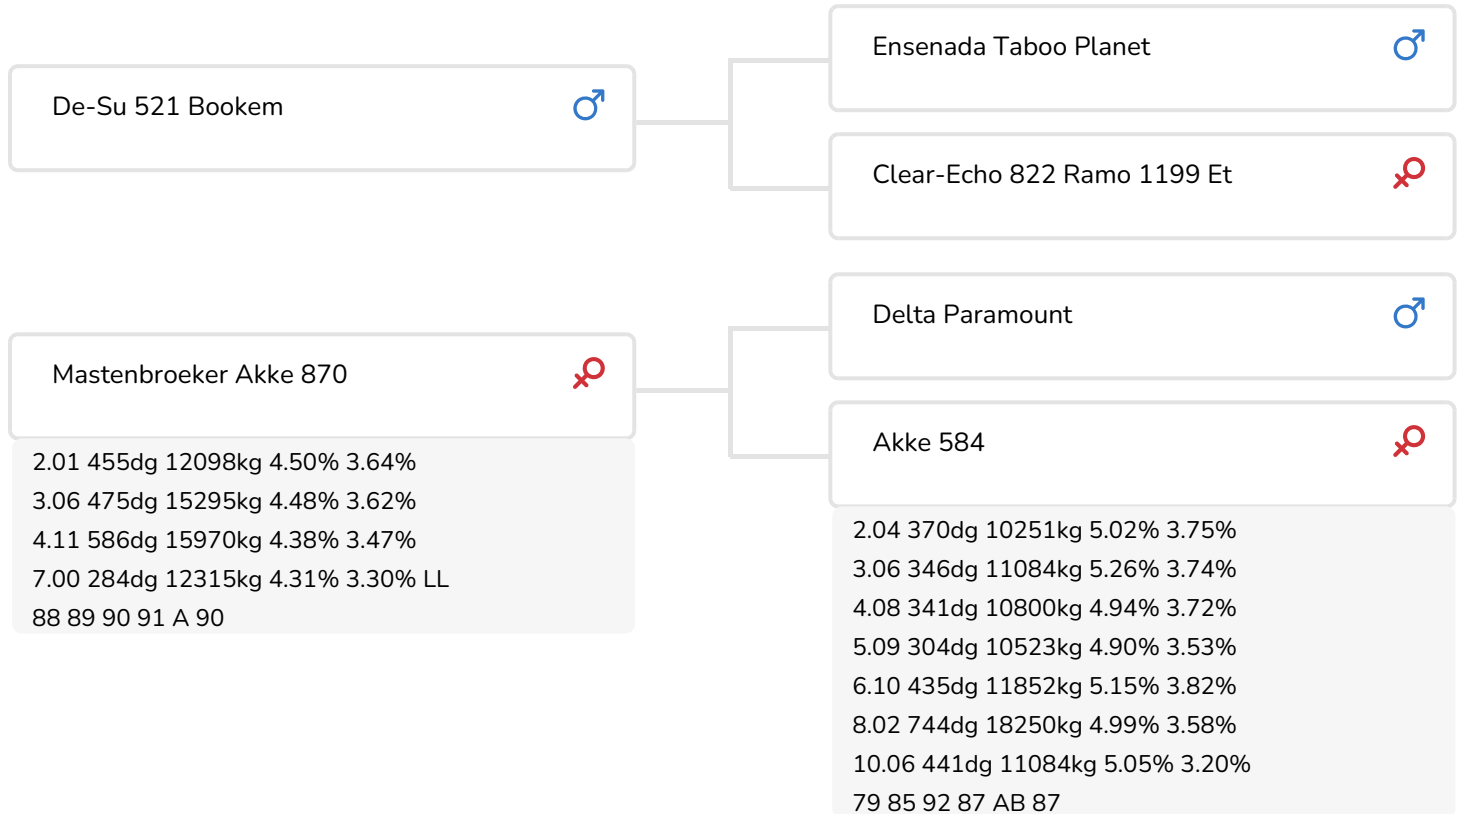 De-Su 521 Bookem
Ensenada Taboo Planet
Clear-Echo 822 Ramo 1199 Et
Mastenbroeker Akke 870
2.01 455dg 12098kg 4.50% 3.64%
3.06 475dg 15295kg 4.48% 3.62%
4.11 586dg 15970kg 4.38% 3.47%
7.00 284dg 12315kg 4.31% 3.30% LL
88 89 90 91 A 90
Delta Paramount
Akke 584
2.04 370dg 10251kg 5.02% 3.75%
3.06 346dg 11084kg 5.26% 3.74%
4.08 341dg 10800kg 4.94% 3.72%
5.09 304dg 10523kg 4.90% 3.53%
6.10 435dg 11852kg 5.15% 3.82%
8.02 744dg 18250kg 4.99% 3.58%
10.06 441dg 11084kg 5.05% 3.20%
79 85 92 87 AB 87